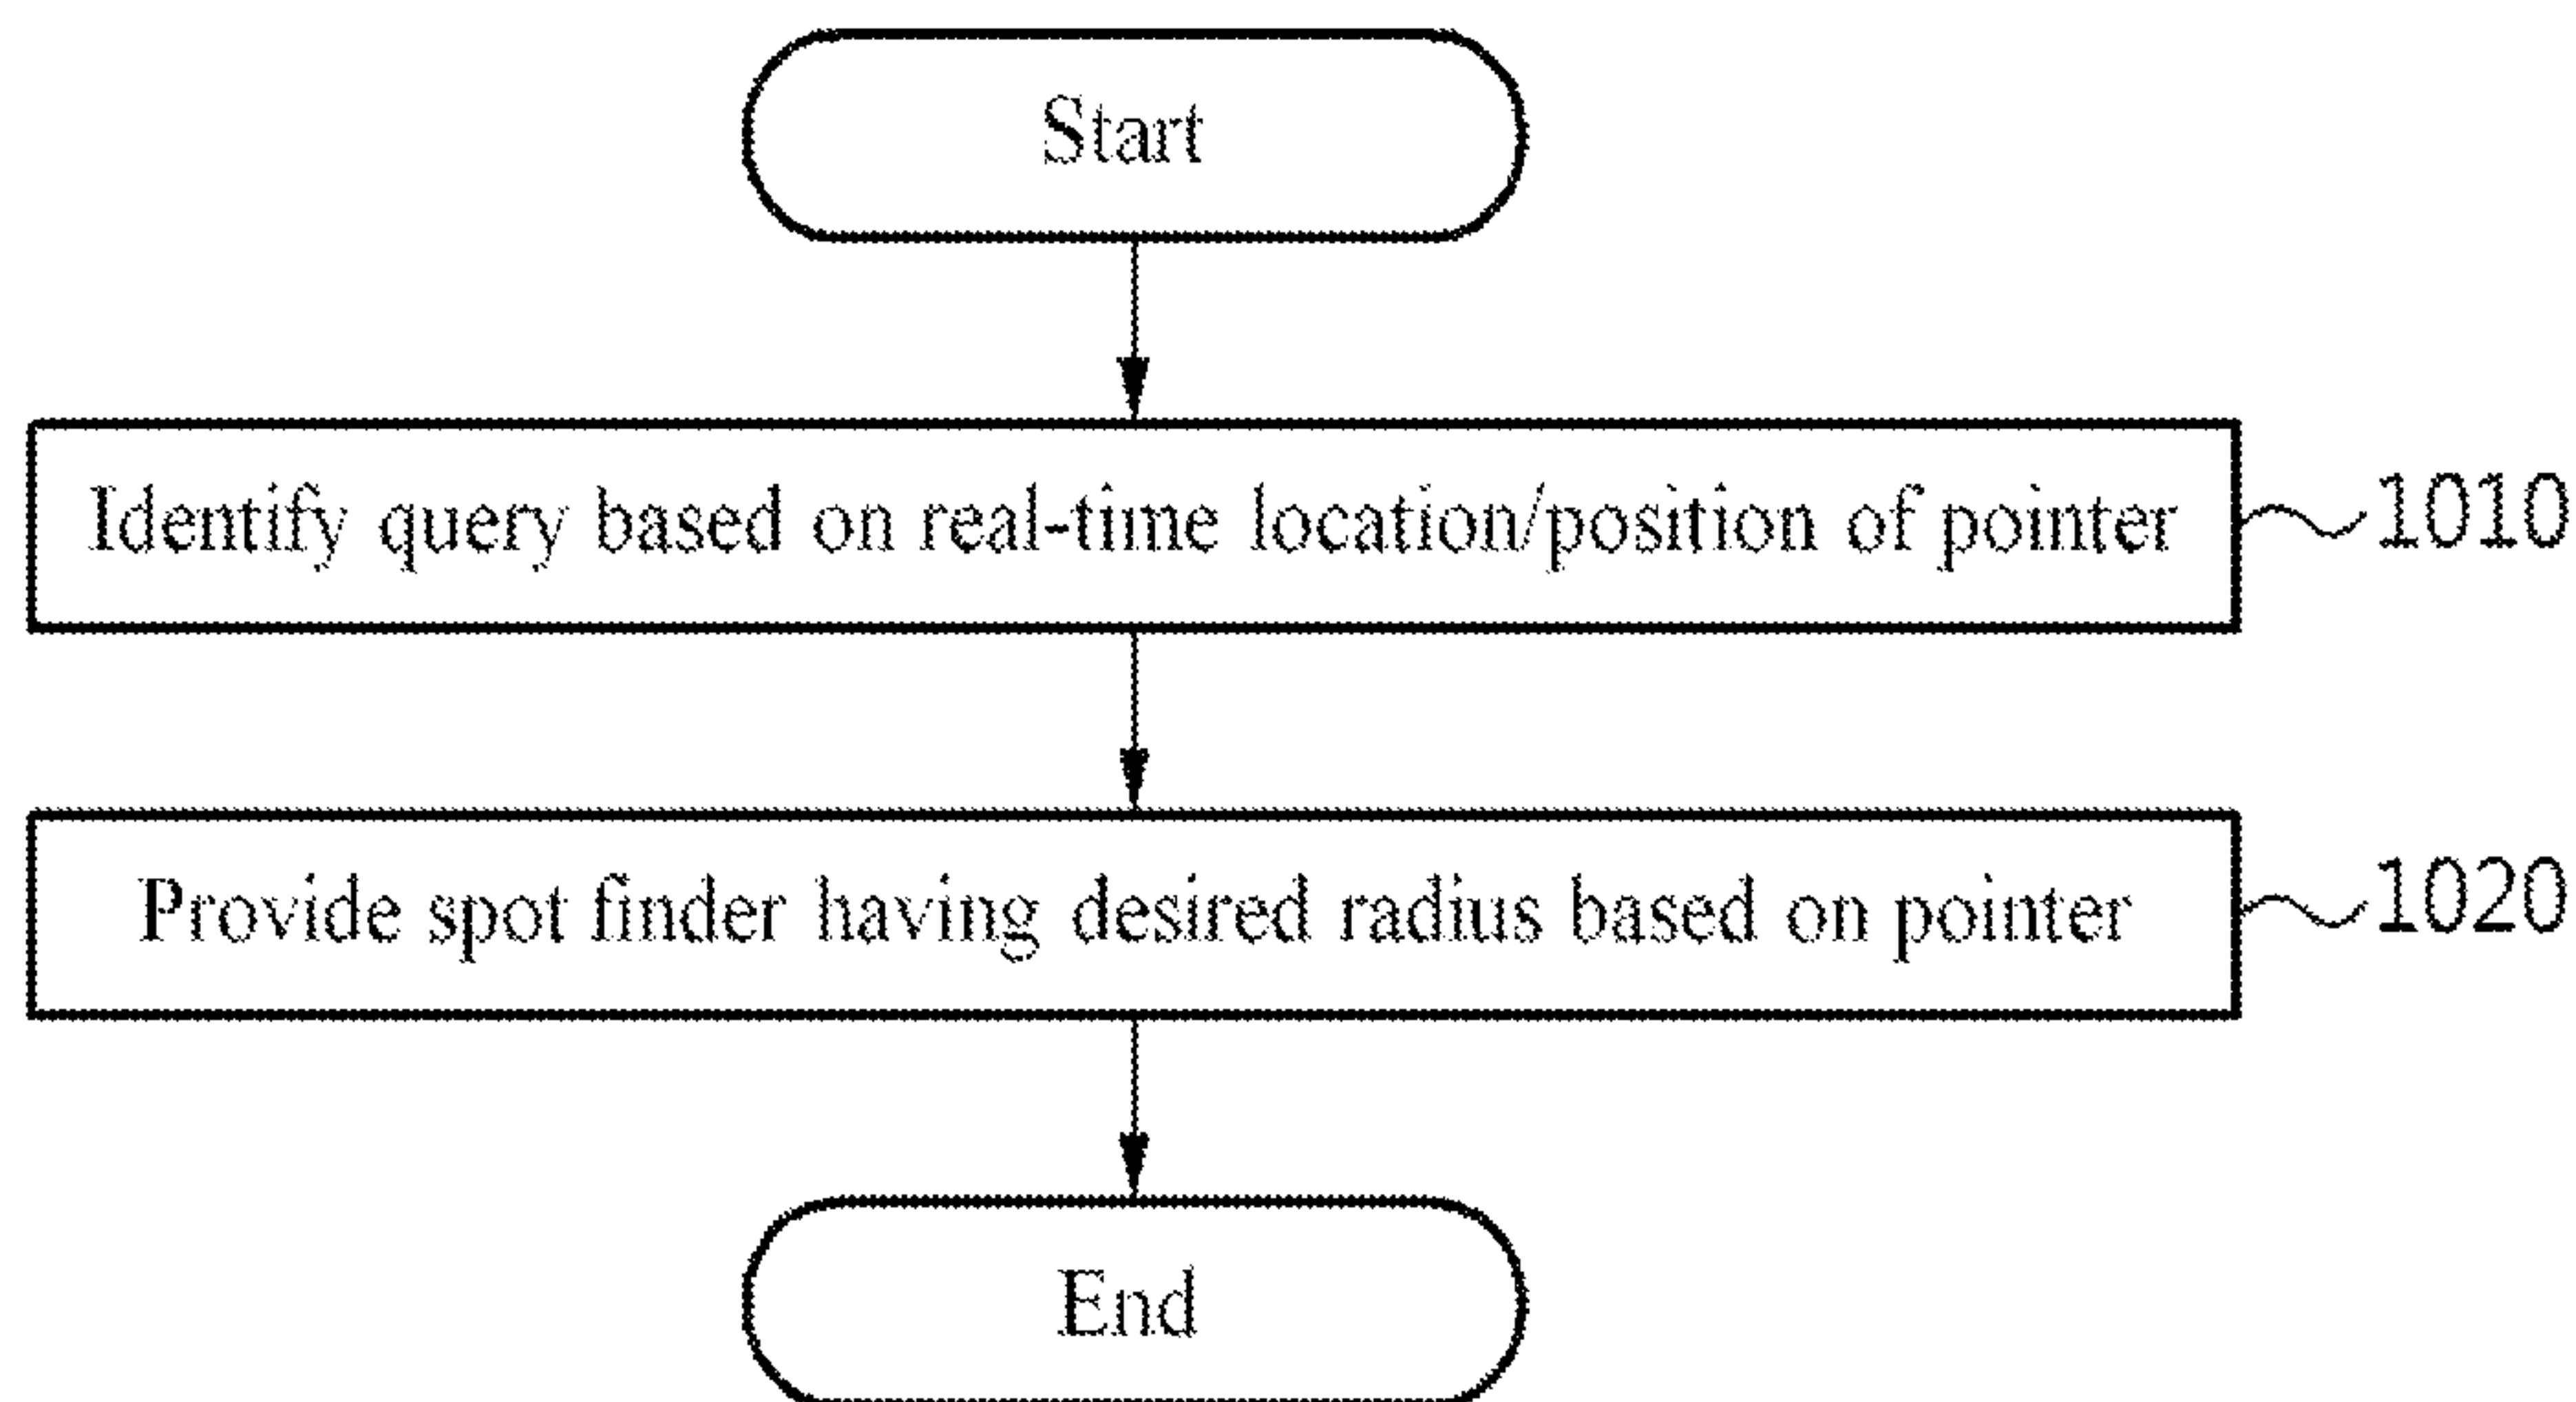 Start
Identify query based on real-time location/position of pointer
1010
Provide spot finder having desired radius based on pointer
1020
End